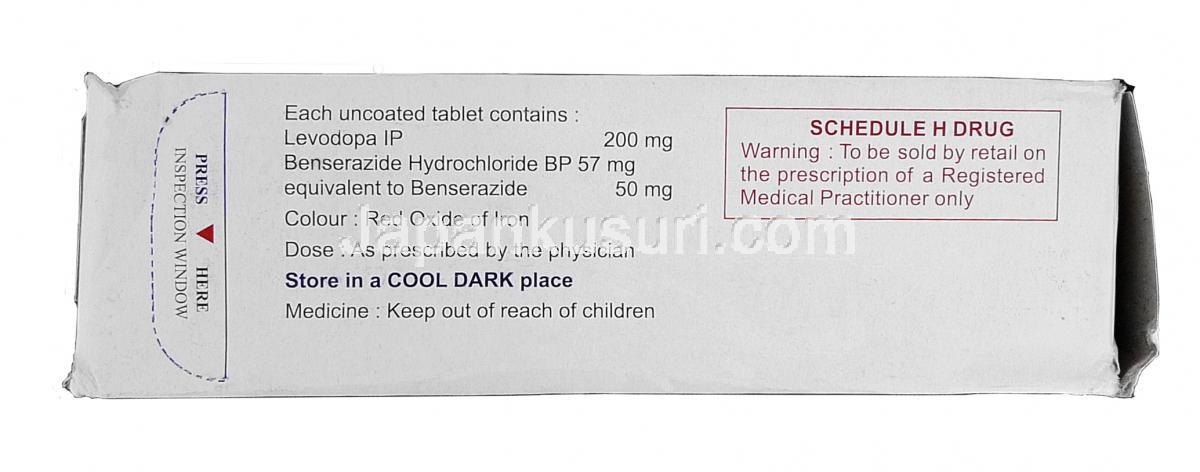 Each uncoated tablet contains :
Levodopa IP 200 mg
Benserazide Hydrochloride BP 57 mg
equivalent to Benserazide 50 mg
Colour : Red Oxide of Iron
Dose : As prescribed by the physician
Store in a COOL DARK place
Medicine : Keep out of reach of children
SCHEDULE H DRUG
Warning : To be sold by retail on
the prescription of a Registered
Medical Practitioner only
PRESS HERE
INSPECTION WINDOW
Japankusuri.com